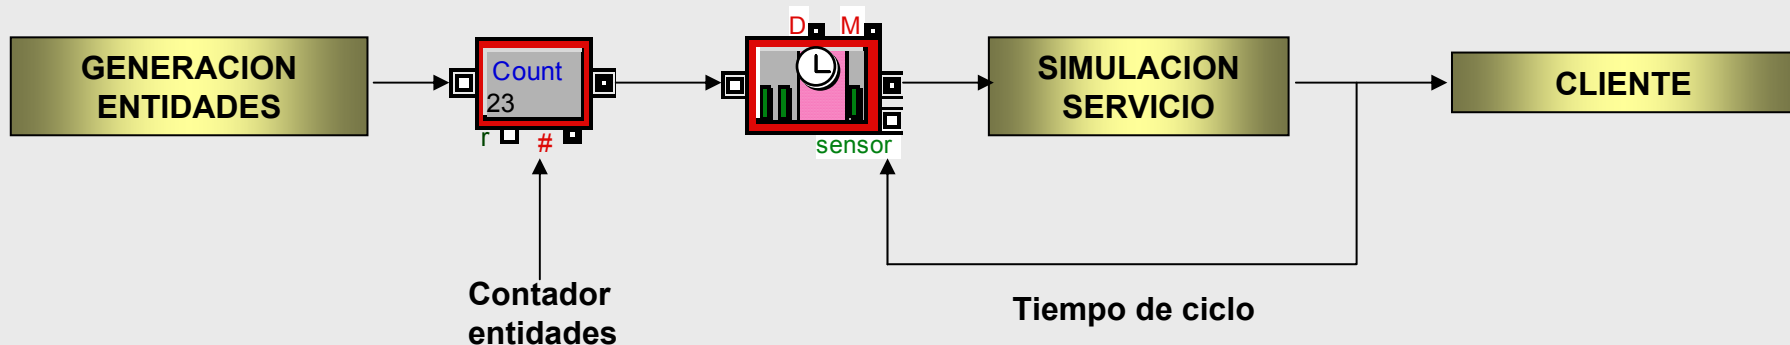 GENERACION
ENTIDADES
Count
23
r
#
D M
sensor
SIMULACION
SERVICIO
CLIENTE
Contador
entidades
Tiempo de ciclo